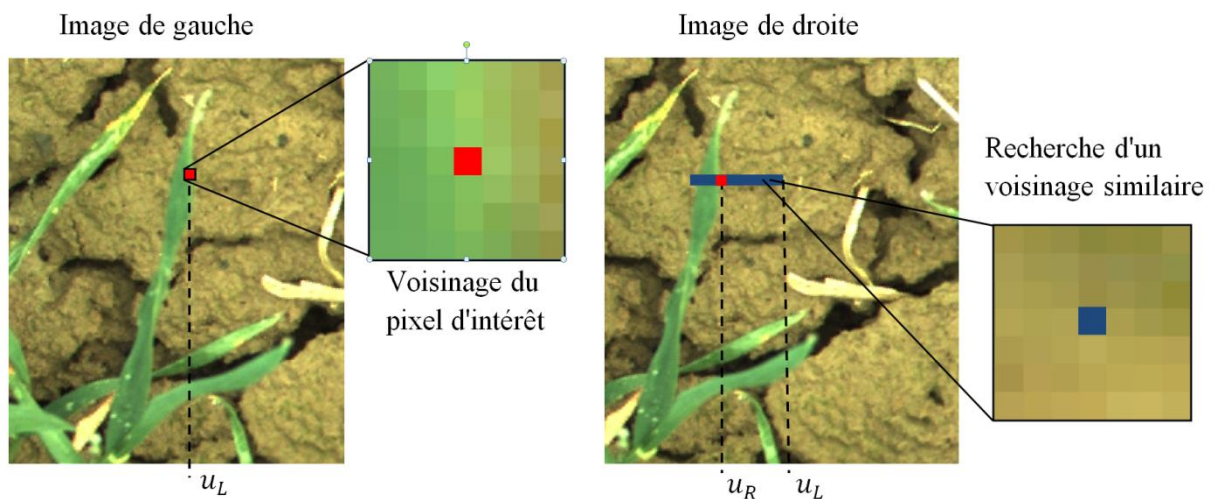 Image de gauche
Image de droite
Recherche d'un
voisinage similaire
Voisinage du
pixel d'intérêt
u_L
u_R
u_L